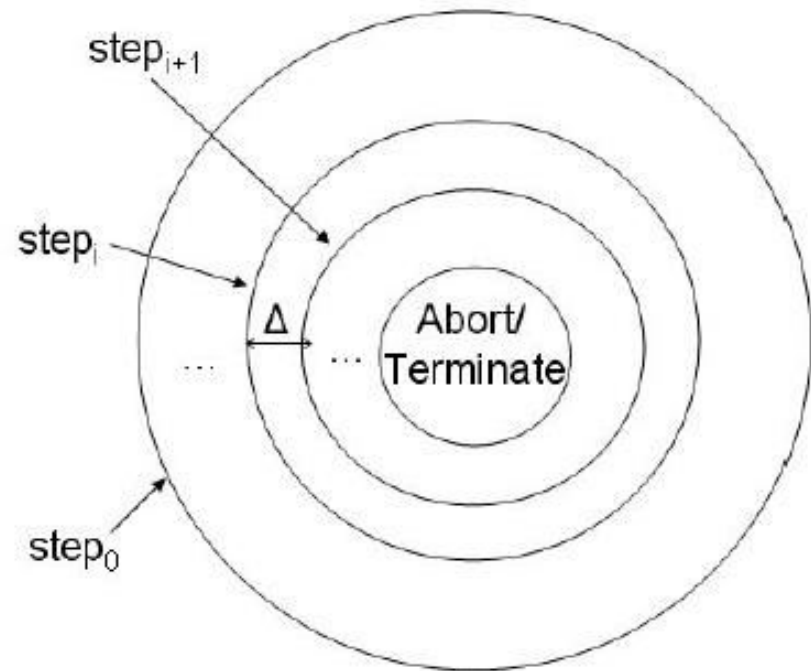 step_{i+1}
step_i
Δ
Abort/
Terminate
...
...
step_0